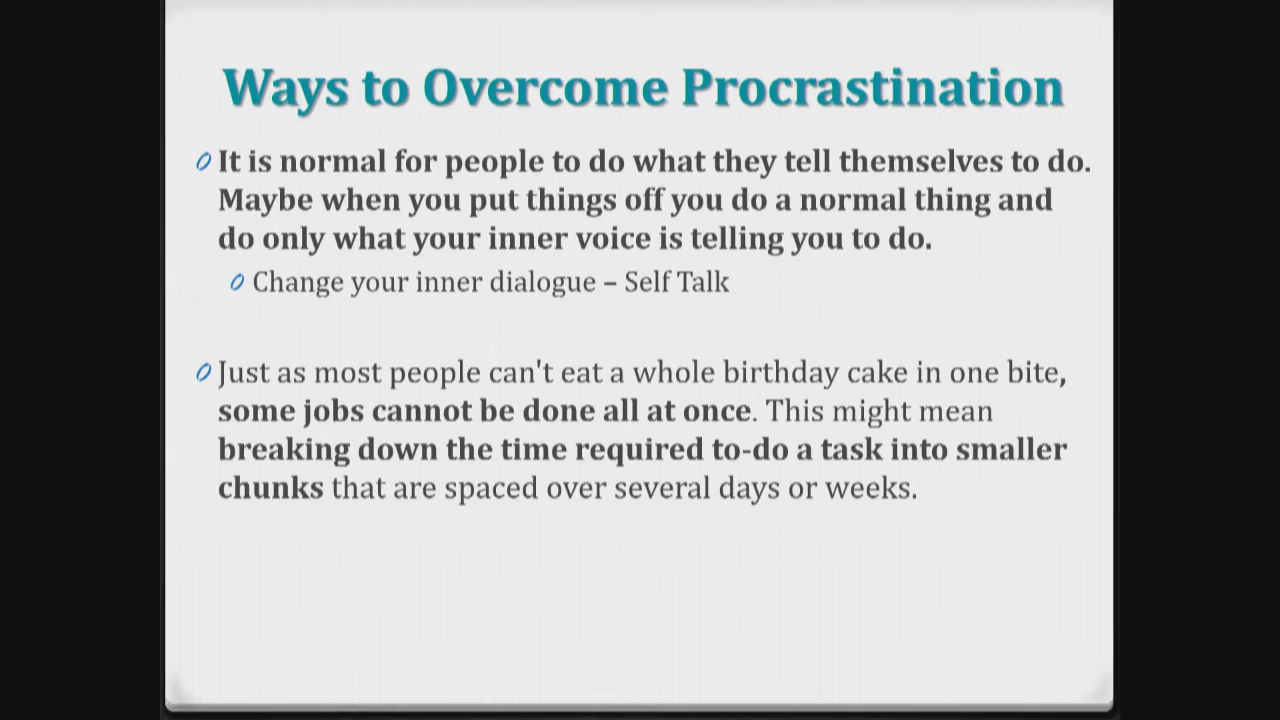 Ways to Overcome Procrastination
It is normal for people to do what they tell themselves to do.
Maybe when you put things off you do a normal thing and
do only what your inner voice is telling you to do.
Change your inner dialogue – Self Talk
Just as most people can't eat a whole birthday cake in one bite,
some jobs cannot be done all at once. This might mean
breaking down the time required to-do a task into smaller
chunks that are spaced over several days or weeks.